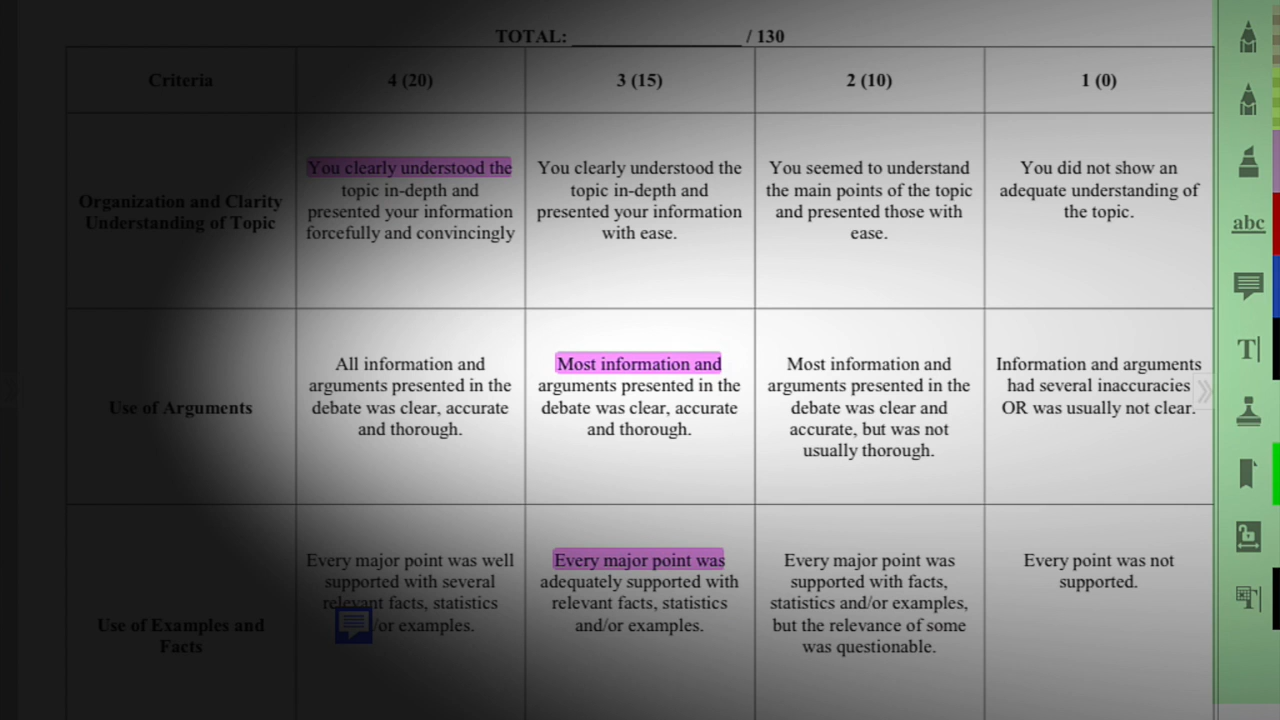 TOTAL: ____________________ / 130
Criteria
4 (20)
3 (15)
2 (10)
1 (0)
Organization and Clarity
Understanding of Topic
You clearly understood the
topic in-depth and
presented your information
forcefully and convincingly
You clearly understood the
topic in-depth and
presented your information
with ease.
You seemed to understand
the main points of the topic
and presented those with
ease.
You did not show an
adequate understanding of
the topic.
Use of Arguments
All information and
arguments presented in the
debate was clear, accurate
and thorough.
Most information and
arguments presented in the
debate was clear, accurate
and thorough.
Most information and
arguments presented in the
debate was clear and
accurate, but was not
usually thorough.
Information and arguments
had several inaccuracies
OR was usually not clear.
Use of Examples and
Facts
Every major point was well
supported with several
relevant facts, statistics
/or examples.
Every major point was
adequately supported with
relevant facts, statistics
and/or examples.
Every major point was
supported with facts,
statistics and/or examples,
but the relevance of some
was questionable.
Every point was not
supported.
abc
T
T